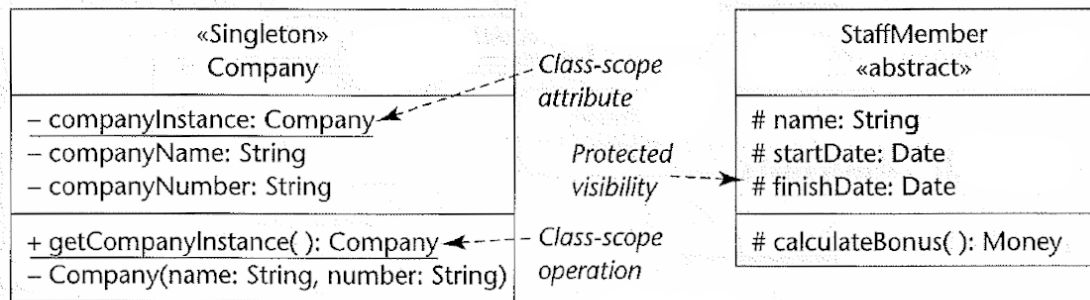 «Singleton»
Company
– companyInstance: Company
– companyName: String
– companyNumber: String
+ getCompanyInstance( ): Company
– Company(name: String, number: String)
Class-scope
attribute
Protected
visibility
Class-scope
operation
StaffMember
«abstract»
# name: String
# startDate: Date
# finishDate: Date
# calculateBonus( ): Money